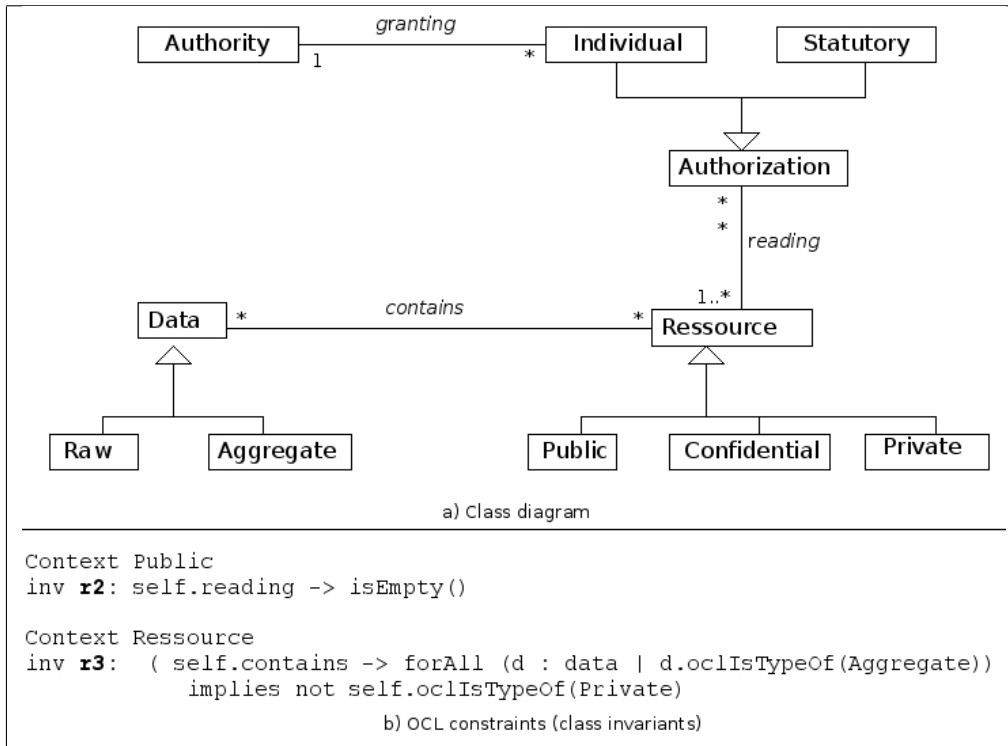 granting
Authority Individual Statutory
1 *
Authorization
*
*
reading
1..*
contains
Data * * Ressource
Raw Aggregate Public Confidential Private
a) Class diagram
Context Public
inv r2: self.reading -> isEmpty()
Context Ressource
inv r3: ( self.contains -> forAll (d : data | d.oclIsTypeOf(Aggregate))
implies not self.oclIsTypeOf(Private)
b) OCL constraints (class invariants)